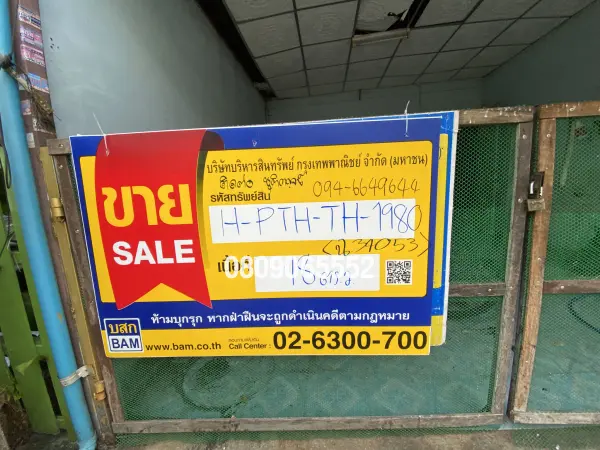 บริษัทบริหารสินทรัพย์ กรุงเทพพาณิชย์ จำกัด (มหาชน)
094-6649644
รหัสทรัพย์สิน
ขาย
SALE
H-PTH-TH-1980
34053)
18 ตรว
ห้ามบุกรุก หากฝ่าฝืนจะถูกดำเนินคดีตามกฎหมาย
บสก
BAM
www.bam.co.th
Call Center :
02-6300-700